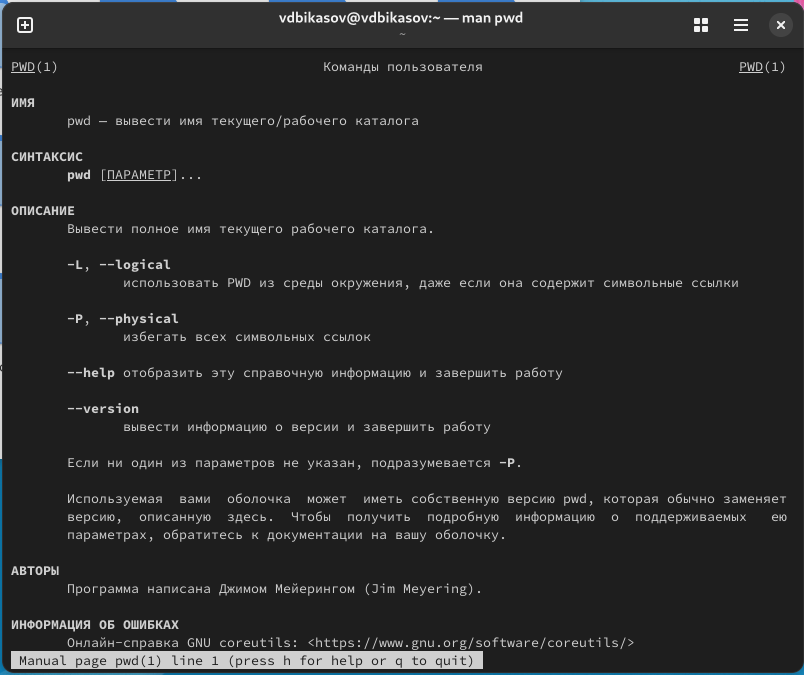 vdbikasov@vdbikasov:~ — man pwd
~
PWD(1) Команды пользователя PWD(1)
ИМЯ
pwd — вывести имя текущего/рабочего каталога
СИНТАКСИС
pwd [ПАРАМЕТР]...
ОПИСАНИЕ
Вывести полное имя текущего рабочего каталога.
-L, --logical
использовать PWD из среды окружения, даже если она содержит символьные ссылки
-P, --physical
избегать всех символьных ссылок
--help отобразить эту справочную информацию и завершить работу
--version
вывести информацию о версии и завершить работу
Если ни один из параметров не указан, подразумевается -P.
Используемая вами оболочка может иметь собственную версию pwd, которая обычно заменяет
версию, описанную здесь. Чтобы получить подробную информацию о поддерживаемых ею
параметрах, обратитесь к документации на вашу оболочку.
АВТОРЫ
Программа написана Джимом Мейерингом (Jim Meyering).
ИНФОРМАЦИЯ ОБ ОШИБКАХ
Онлайн-справка GNU coreutils: <https://www.gnu.org/software/coreutils/>
Manual page pwd(1) line 1 (press h for help or q to quit)